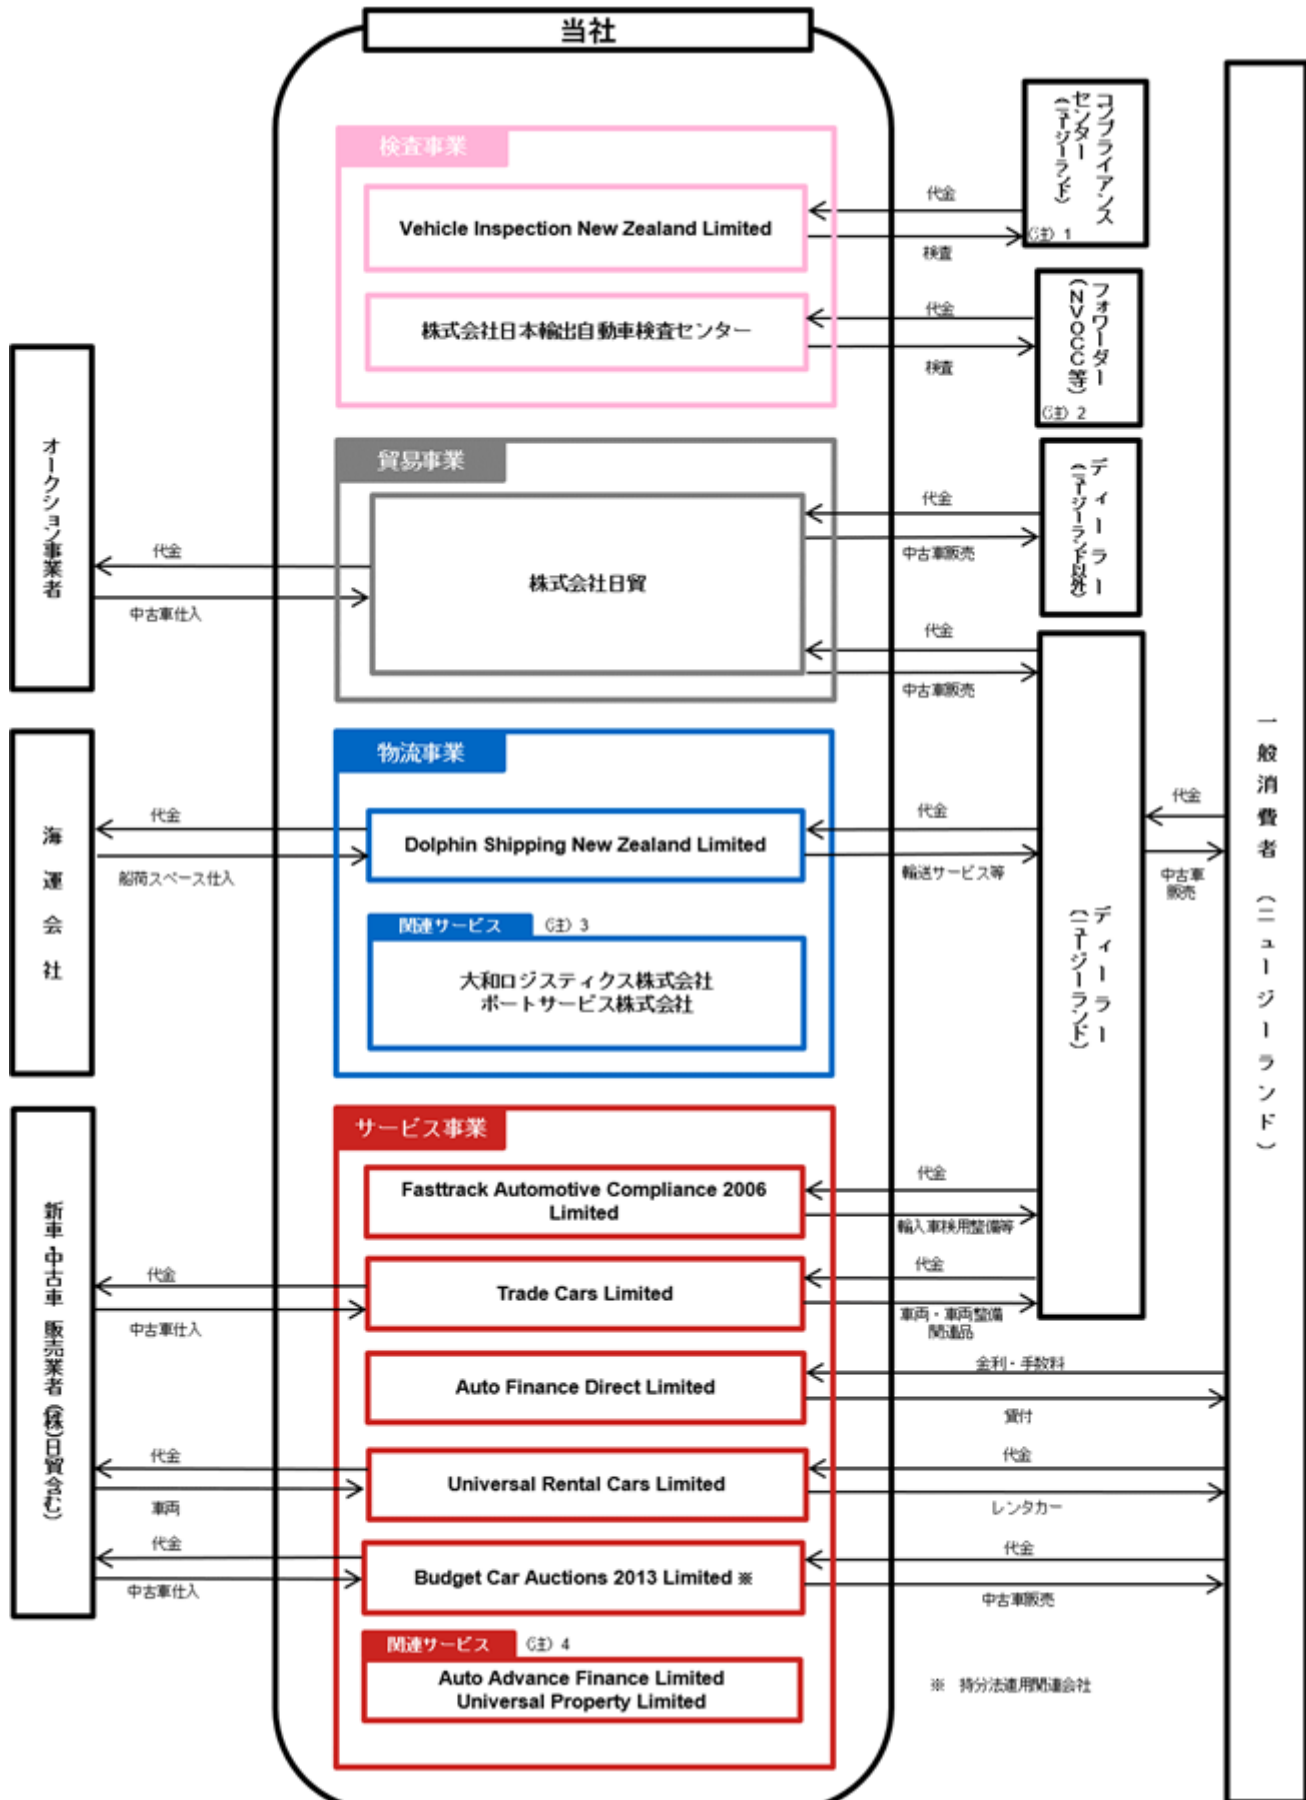 当社
検査事業
Vehicle Inspection New Zealand Limited
代金
検査
コンプライアンス
センター
(ニュージーランド)
(注) 1
株式会社日本輸出自動車検査センター
代金
検査
フォワーダー
(NVOCC等)
(注) 2
オークション事業者
代金
中古車仕入
貿易事業
株式会社日貿
代金
中古車販売
ディーラー
(ニュージーランド以外)
代金
中古車販売
海運会社
代金
船荷スペース仕入
物流事業
Dolphin Shipping New Zealand Limited
代金
輸送サービス等
関連サービス
(注) 3
大和ロジスティクス株式会社
ポートサービス株式会社
ディーラー
(ニュージーランド)
代金
中古車
販売
一般消費者 (ニュージーランド)
新車・中古車 販売業者 (㈱日貿含む)
サービス事業
Fasttrack Automotive Compliance 2006
Limited
代金
輸入車検用整備等
代金
中古車仕入
Trade Cars Limited
代金
車両・車両整備
関連品
Auto Finance Direct Limited
金利・手数料
貸付
代金
車両
Universal Rental Cars Limited
代金
レンタカー
代金
中古車仕入
Budget Car Auctions 2013 Limited ※
代金
中古車販売
関連サービス
(注) 4
Auto Advance Finance Limited
Universal Property Limited
※ 持分法適用関連会社